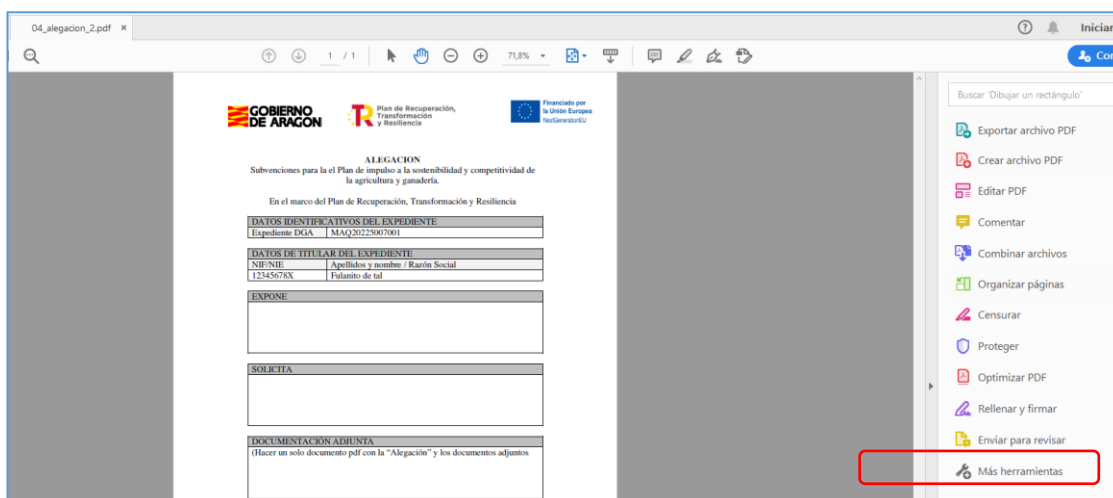 04_alegacion_2.pdf ×
Iniciar
1 / 1
71,8%
Con
GOBIERNO
DE ARAGON
Plan de Recuperación,
Transformación
y Resiliencia
Financiado por
la Unión Europea
NextGenerationEU
ALEGACION
Subvenciones para la el Plan de impulso a la sostenibilidad y competitividad de
la agricultura y ganadería.
En el marco del Plan de Recuperación, Transformación y Resiliencia
DATOS IDENTIFICATIVOS DEL EXPEDIENTE
Expediente DGA MAQ20225007001
DATOS DE TITULAR DEL EXPEDIENTE
NIF/NIE Apellidos y nombre / Razón Social
12345678X Fulanito de tal
EXPONE
SOLICITA
DOCUMENTACIÓN ADJUNTA
(Hacer un solo documento pdf con la “Alegación” y los documentos adjuntos
Buscar 'Dibujar un rectángulo'
Exportar archivo PDF
Crear archivo PDF
Editar PDF
Comentar
Combinar archivos
Organizar páginas
Censurar
Proteger
Optimizar PDF
Rellenar y firmar
Enviar para revisar
Más herramientas